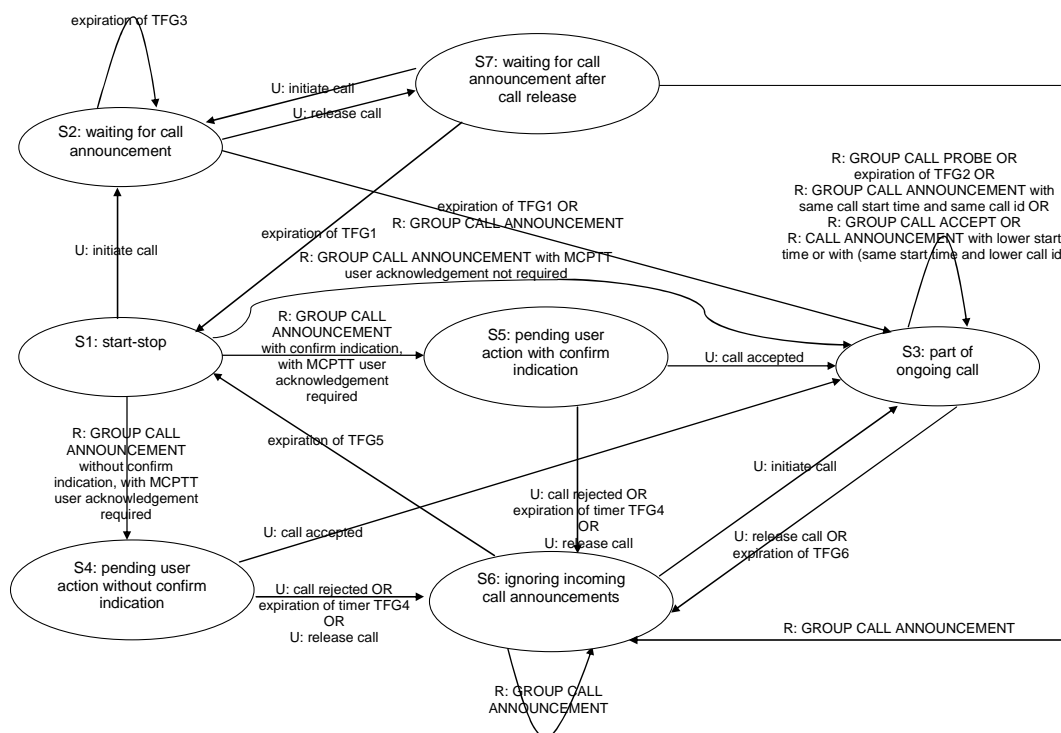 expiration of TFG3
S7: waiting for call
announcement after
call release
U: initiate call
U: release call
S2: waiting for call
announcement
R: GROUP CALL PROBE OR
expiration of TFG2 OR
R: GROUP CALL ANNOUNCEMENT with
same call start time and same call id OR
R: GROUP CALL ACCEPT OR
R: CALL ANNOUNCEMENT with lower start
time or with (same start time and lower call id
expiration of TFG1 OR
R: GROUP CALL ANNOUNCEMENT
expiration of TFG1
U: initiate call
R: GROUP CALL ANNOUNCEMENT with MCPTT
user acknowledgement not required
S1: start-stop
R: GROUP CALL
ANNOUNCEMENT
with confirm indication,
with MCPTT user
acknowledgement
required
S5: pending user
action with confirm
indication
U: call accepted
S3: part of
ongoing call
R: GROUP CALL
ANNOUNCEMENT
without confirm
indication, with MCPTT
user acknowledgement
required
expiration of TFG5
U: initiate call
U: call rejected OR
expiration of timer TFG4
OR
U: release call
U: call accepted
U: release call OR
expiration of TFG6
S4: pending user
action without confirm
indication
U: call rejected OR
expiration of timer TFG4
OR
U: release call
S6: ignoring incoming
call announcements
R: GROUP CALL ANNOUNCEMENT
R: GROUP CALL
ANNOUNCEMENT